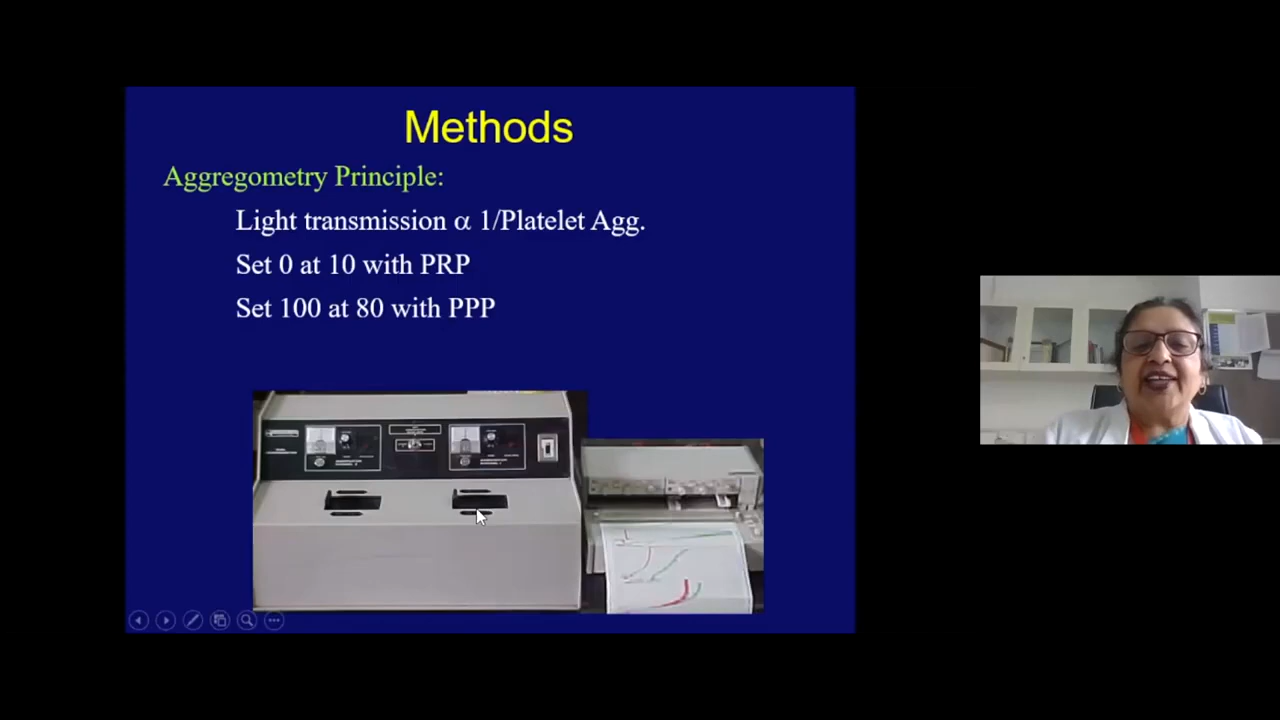 Methods
Aggregometry Principle:
Light transmission α 1/Platelet Agg.
Set 0 at 10 with PRP
Set 100 at 80 with PPP